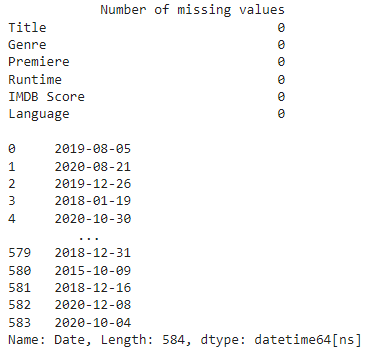 Number of missing values
Title 0
Genre 0
Premiere 0
Runtime 0
IMDB Score 0
Language 0
0 2019-08-05
1 2020-08-21
2 2019-12-26
3 2018-01-19
4 2020-10-30
...
579 2018-12-31
580 2015-10-09
581 2018-12-16
582 2020-12-08
583 2020-10-04
Name: Date, Length: 584, dtype: datetime64[ns]